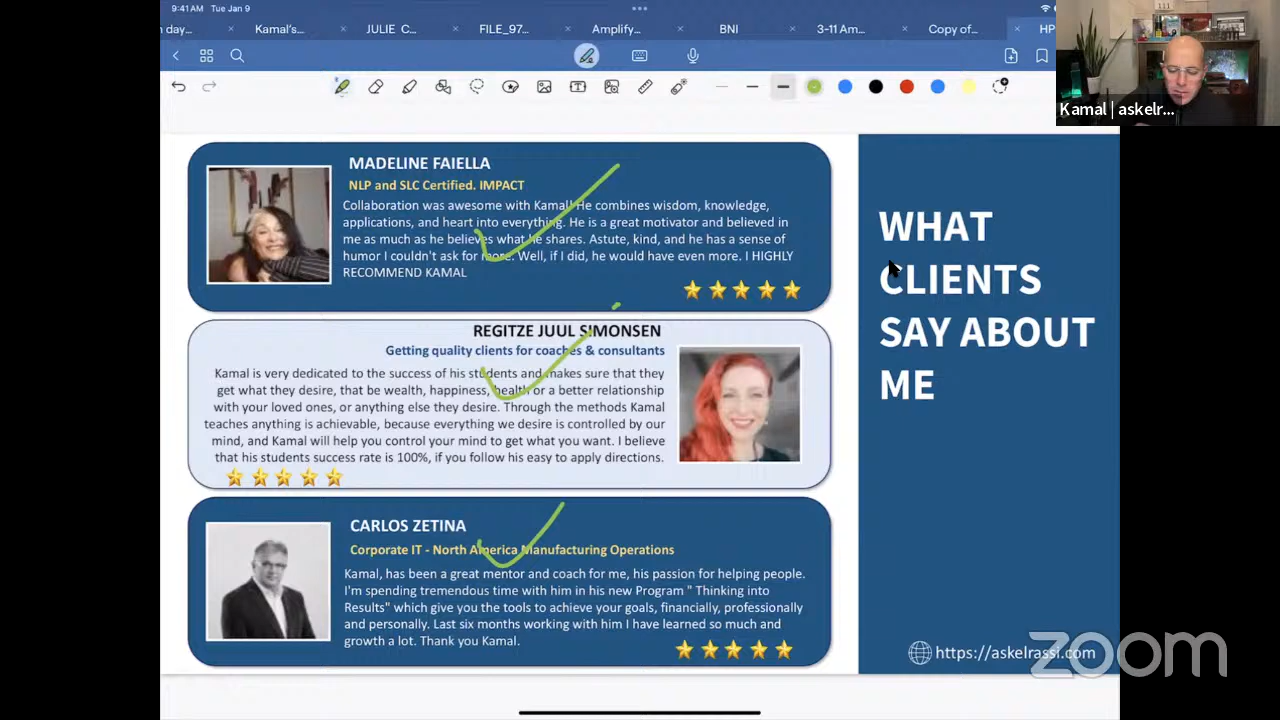 9:41 AM Tue Jan 9
n day...
Kamal's...
JULIE C...
FILE_97...
Amplify...
BNI
3-11 Am...
Copy of...
HP
Kamal | askelr...
MADELINE FAIELLA
NLP and SLC Certified. IMPACT
Collaboration was awesome with Kamal! He combines wisdom, knowledge,
applications, and heart into everything. He is a great motivator and believed in
me as much as he believes what he shares. Astute, kind, and he has a sense of
humor I couldn't ask for more. Well, if I did, he would have even more. I HIGHLY
RECOMMEND KAMAL
REGITZE JUUL SIMONSEN
Getting quality clients for coaches & consultants
Kamal is very dedicated to the success of his students and makes sure that they
get what they desire, that be wealth, happiness, health or a better relationship
with your loved ones, or anything else they desire. Through the methods Kamal
teaches anything is achievable, because everything we desire is controlled by our
mind, and Kamal will help you control your mind to get what you want. I believe
that his students success rate is 100%, if you follow his easy to apply directions.
CARLOS ZETINA
Corporate IT - North America Manufacturing Operations
Kamal, has been a great mentor and coach for me, his passion for helping people.
I'm spending tremendous time with him in his new Program " Thinking into
Results" which give you the tools to achieve your goals, financially, professionally
and personally. Last six months working with him I have learned so much and
growth a lot. Thank you Kamal.
WHAT
CLIENTS
SAY ABOUT
ME
https://askelrassi.com
zoom